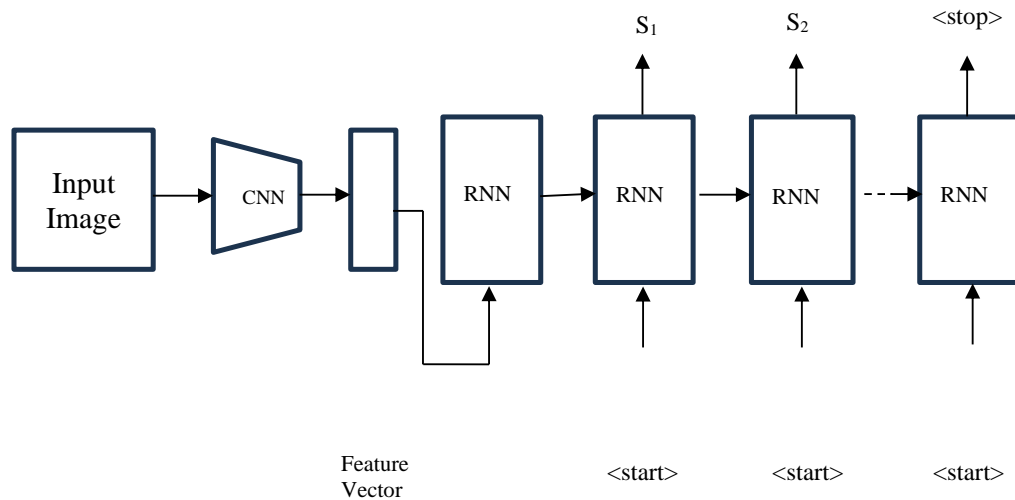 S₁ S₂ <stop>
Input
Image
CNN
RNN RNN RNN RNN
Feature
Vector
<start> <start> <start>